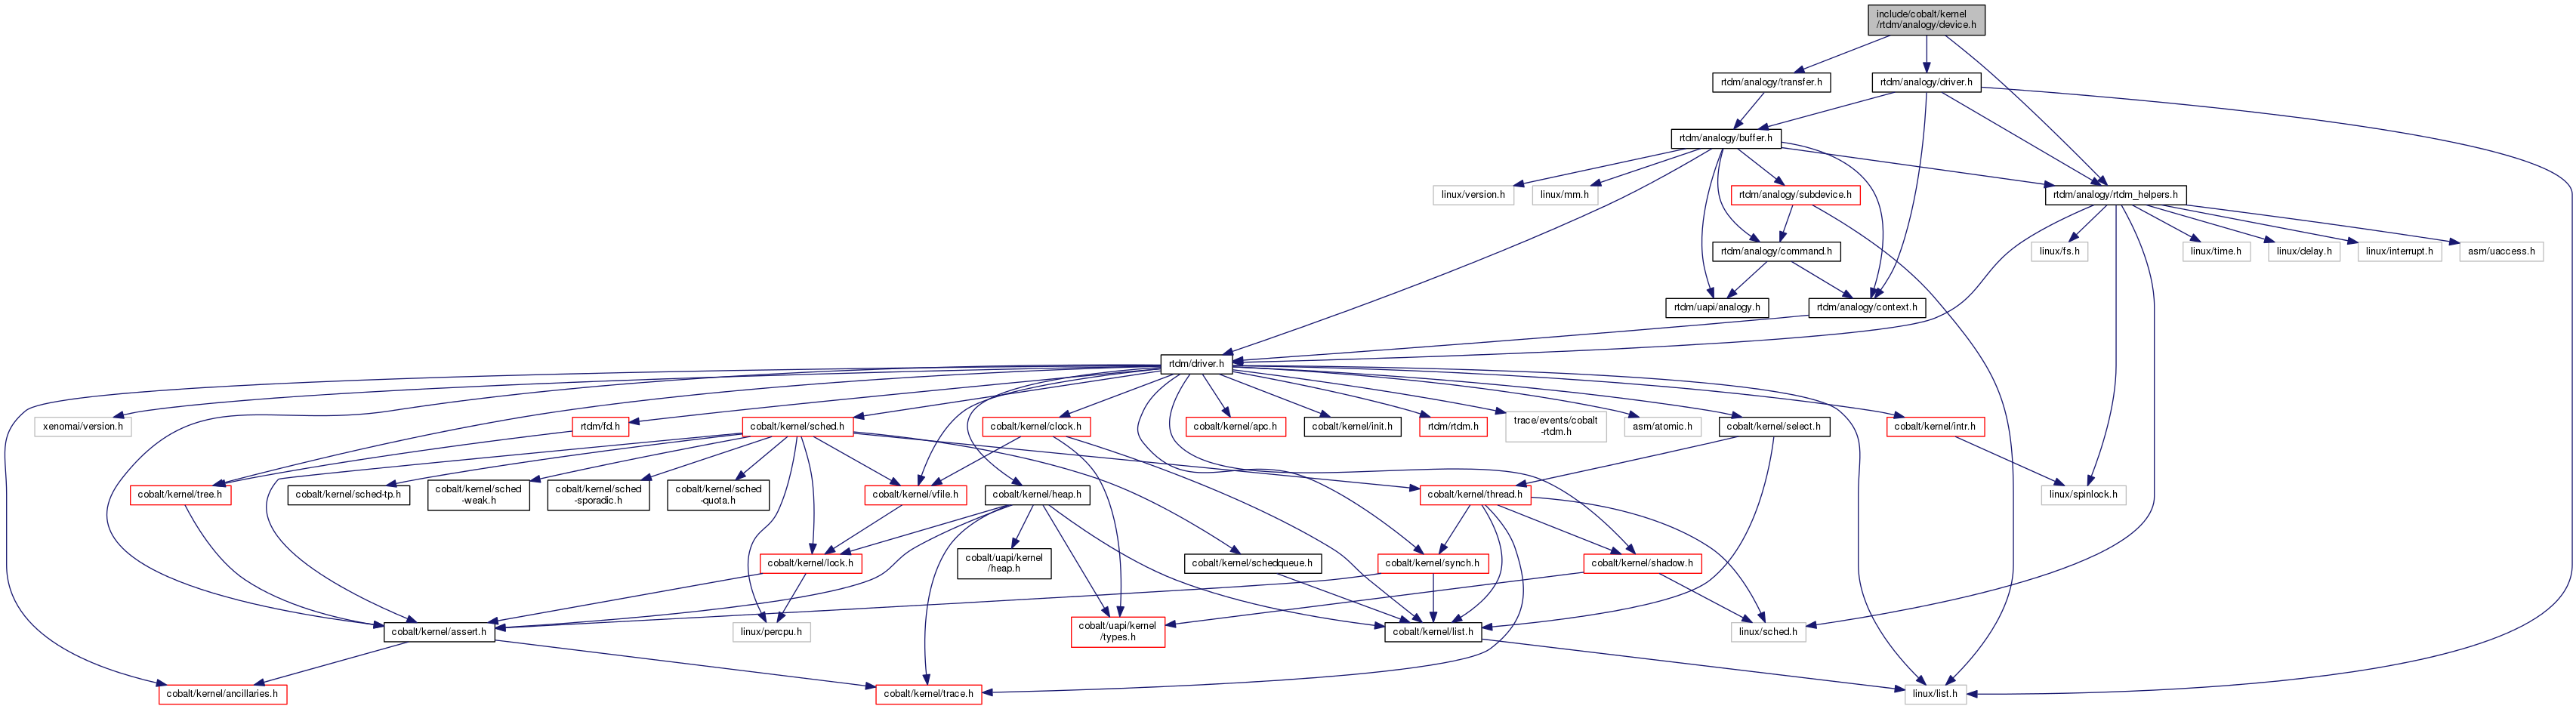 include/cobalt/kernel
/rtdm/analogy/device.h
rtdm/analogy/transfer.h
rtdm/analogy/driver.h
rtdm/analogy/buffer.h
linux/version.h
linux/mm.h
rtdm/analogy/subdevice.h
rtdm/analogy/rtdm_helpers.h
rtdm/analogy/command.h
linux/fs.h
linux/time.h
linux/delay.h
linux/interrupt.h
asm/uaccess.h
rtdm/uapi/analogy.h
rtdm/analogy/context.h
rtdm/driver.h
xenomai/version.h
rtdm/fd.h
cobalt/kernel/sched.h
cobalt/kernel/clock.h
cobalt/kernel/apc.h
cobalt/kernel/init.h
rtdm/rtdm.h
trace/events/cobalt
-rtdm.h
asm/atomic.h
cobalt/kernel/select.h
cobalt/kernel/intr.h
cobalt/kernel/tree.h
cobalt/kernel/sched-tp.h
cobalt/kernel/sched
-weak.h
cobalt/kernel/sched
-sporadic.h
cobalt/kernel/sched
-quota.h
cobalt/kernel/vfile.h
cobalt/kernel/heap.h
cobalt/kernel/thread.h
linux/spinlock.h
cobalt/kernel/lock.h
cobalt/uapi/kernel
/heap.h
cobalt/kernel/schedqueue.h
cobalt/kernel/synch.h
cobalt/kernel/shadow.h
cobalt/kernel/assert.h
linux/percpu.h
cobalt/uapi/kernel
/types.h
cobalt/kernel/list.h
linux/sched.h
cobalt/kernel/ancillaries.h
cobalt/kernel/trace.h
linux/list.h